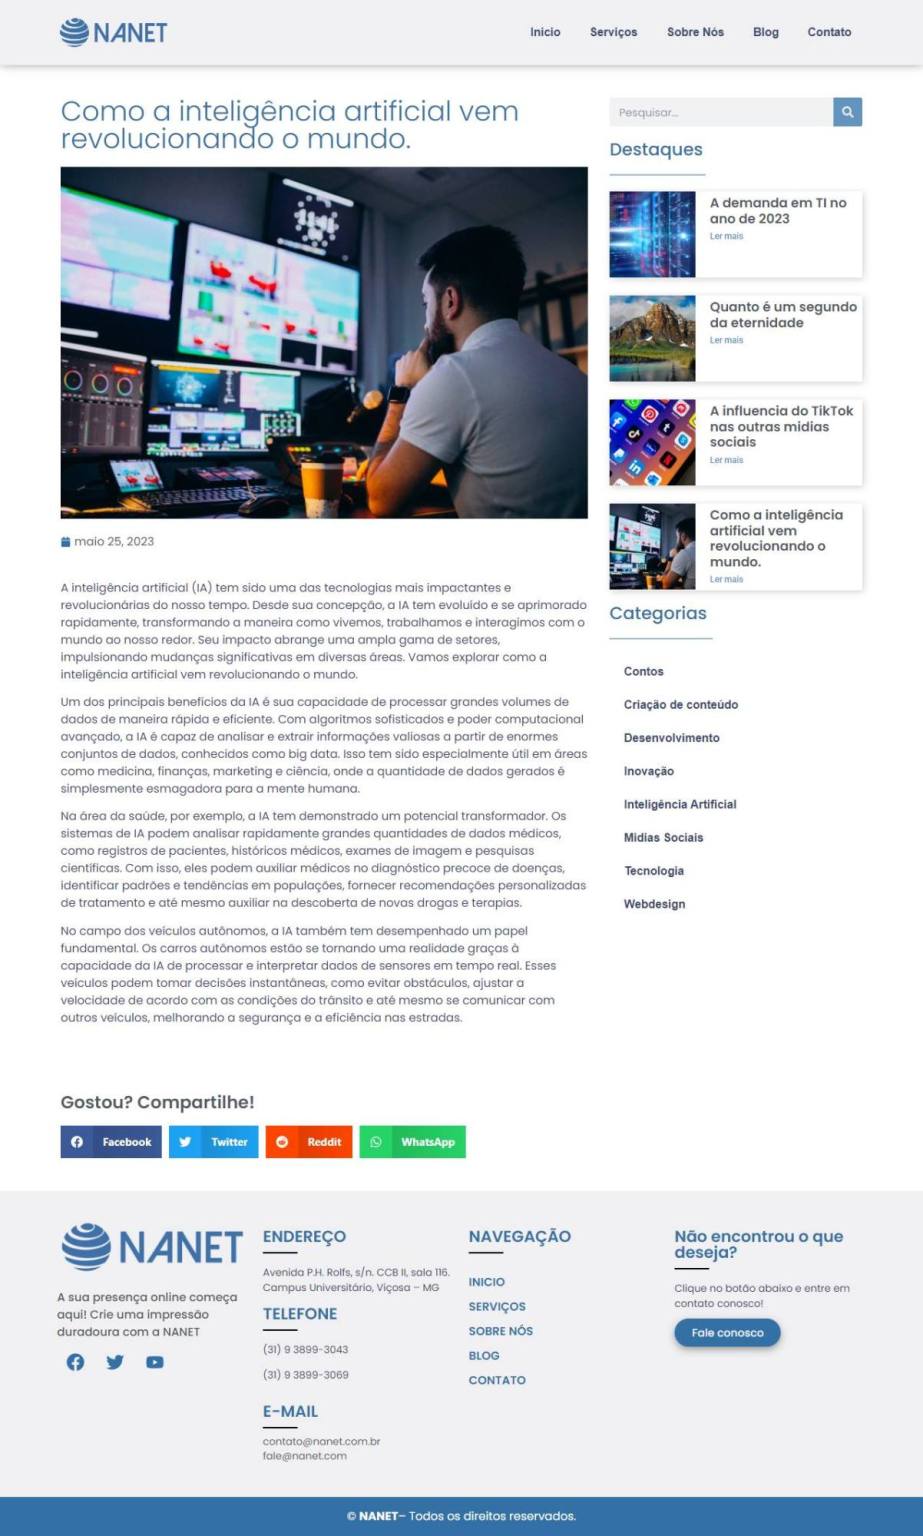 NANET
Inicio
Serviços
Sobre Nós
Blog
Contato
Como a inteligência artificial vem
revolucionando o mundo.
maio 25, 2023
A inteligência artificial (IA) tem sido uma das tecnologias mais impactantes e
revolucionárias do nosso tempo. Desde sua concepção, a IA tem evoluído e se aprimorado
rapidamente, transformando a maneira como vivemos, trabalhamos e interagimos com o
mundo ao nosso redor. Seu impacto abrange uma ampla gama de setores,
impulsionando mudanças significativas em diversas áreas. Vamos explorar como a
inteligência artificial vem revolucionando o mundo.
Um dos principais benefícios da IA é sua capacidade de processar grandes volumes de
dados de maneira rápida e eficiente. Com algoritmos sofisticados e poder computacional
avançado, a IA é capaz de analisar e extrair informações valiosas a partir de enormes
conjuntos de dados, conhecidos como big data. Isso tem sido especialmente útil em áreas
como medicina, finanças, marketing e ciência, onde a quantidade de dados gerados é
simplesmente esmagadora para a mente humana.
Na área da saúde, por exemplo, a IA tem demonstrado um potencial transformador. Os
sistemas de IA podem analisar rapidamente grandes quantidades de dados médicos,
como registros de pacientes, históricos médicos, exames de imagem e pesquisas
científicas. Com isso, eles podem auxiliar médicos no diagnóstico precoce de doenças,
identificar padrões e tendências em populações, fornecer recomendações personalizadas
de tratamento e até mesmo auxiliar na descoberta de novas drogas e terapias.
No campo dos veículos autônomos, a IA também tem desempenhado um papel
fundamental. Os carros autônomos estão se tornando uma realidade graças à
capacidade da IA de processar e interpretar dados de sensores em tempo real. Esses
veículos podem tomar decisões instantâneas, como evitar obstáculos, ajustar a
velocidade de acordo com as condições do trânsito e até mesmo se comunicar com
outros veículos, melhorando a segurança e a eficiência nas estradas.
Gostou? Compartilhe!
Facebook
Twitter
Reddit
WhatsApp
Pesquisar...
Destaques
A demanda em TI no
ano de 2023
Ler mais
Quanto é um segundo
da eternidade
Ler mais
A influencia do TikTok
nas outras midias
sociais
Ler mais
Como a inteligência
artificial vem
revolucionando o
mundo.
Ler mais
Categorias
Contos
Criação de conteúdo
Desenvolvimento
Inovação
Inteligência Artificial
Midias Sociais
Tecnologia
Webdesign
NANET
A sua presença online começa
aqui! Crie uma impressão
duradoura com a NANET
ENDEREÇO
Avenida P.H. Rolfs, s/n. CCB II, sala 116.
Campus Universitário, Viçosa – MG
TELEFONE
(31) 9 3899-3043
(31) 9 3899-3069
E-MAIL
contato@nanet.com.br
fale@nanet.com
NAVEGAÇÃO
INICIO
SERVIÇOS
SOBRE NÓS
BLOG
CONTATO
Não encontrou o que
deseja?
Clique no botão abaixo e entre em
contato conosco!
Fale conosco
© NANET– Todos os direitos reservados.